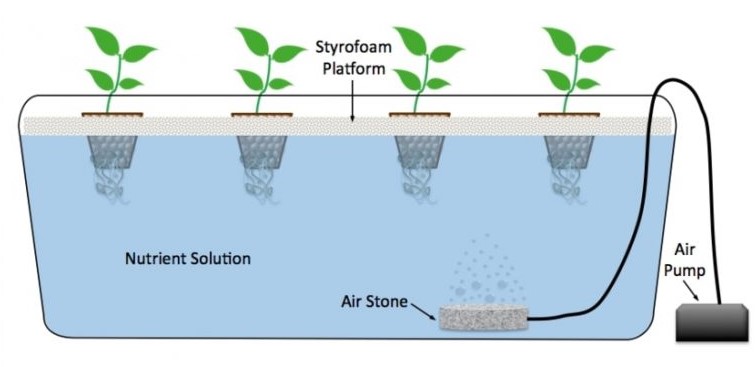 Styrofoam
Platform
Nutrient Solution
Air Stone
Air
Pump